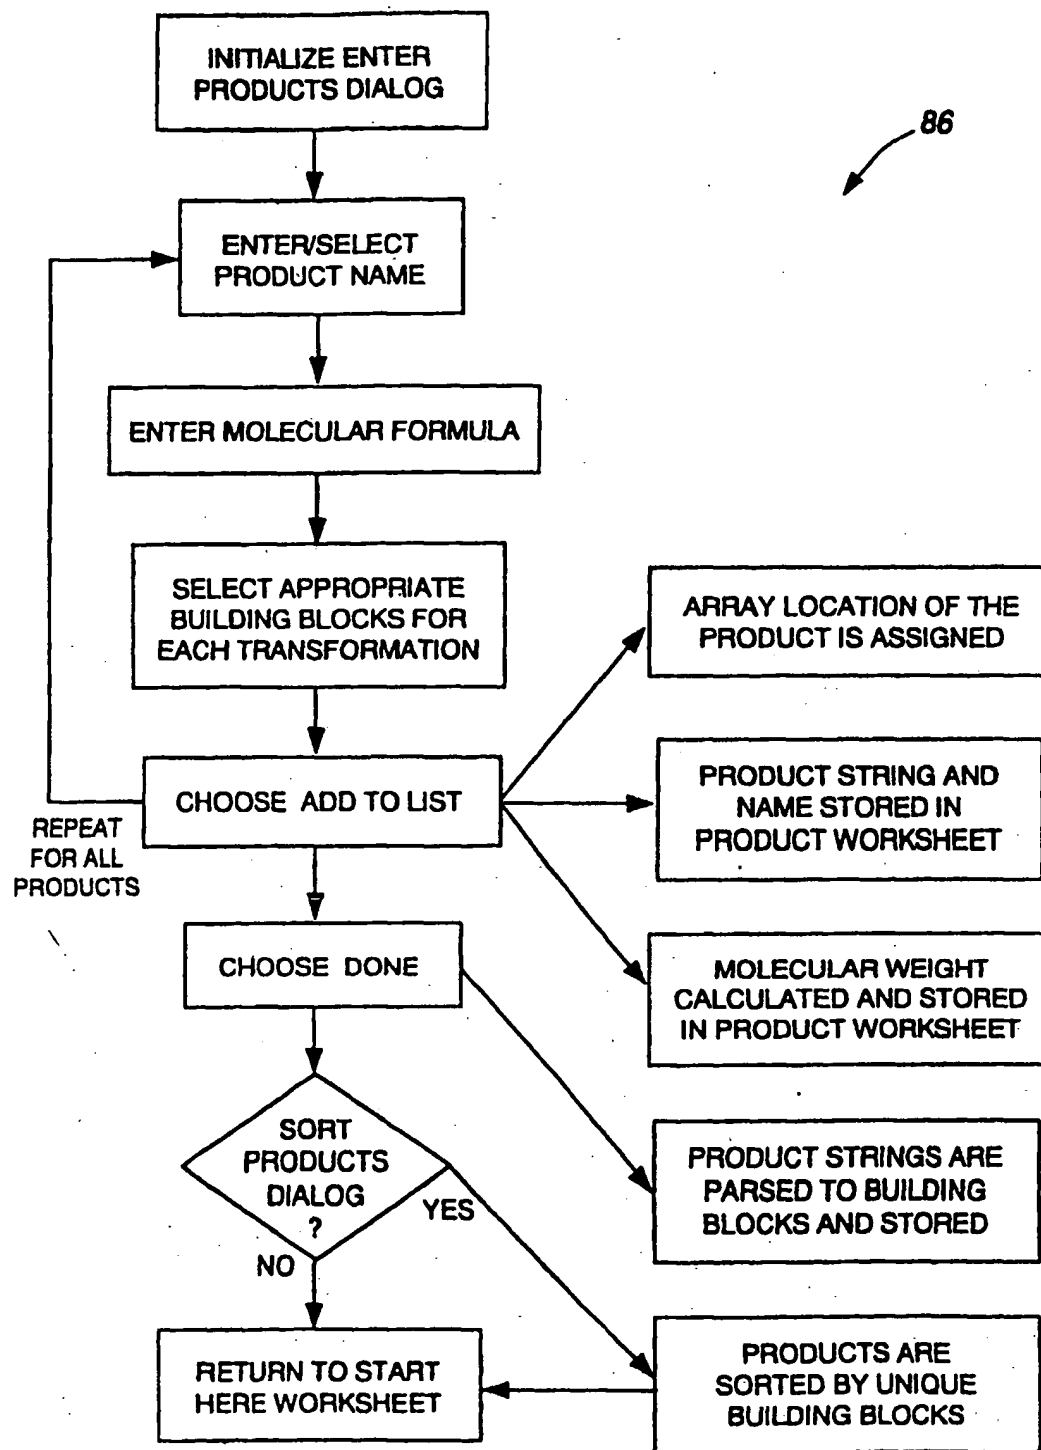 INITIALIZE ENTER
PRODUCTS DIALOG
86
ENTER/SELECT
PRODUCT NAME
ENTER MOLECULAR FORMULA
SELECT APPROPRIATE
BUILDING BLOCKS FOR
EACH TRANSFORMATION
ARRAY LOCATION OF THE
PRODUCT IS ASSIGNED
CHOOSE ADD TO LIST
PRODUCT STRING AND
NAME STORED IN
PRODUCT WORKSHEET
REPEAT
FOR ALL
PRODUCTS
CHOOSE DONE
MOLECULAR WEIGHT
CALCULATED AND STORED
IN PRODUCT WORKSHEET
SORT
PRODUCTS
DIALOG
?
YES
NO
PRODUCT STRINGS ARE
PARSED TO BUILDING
BLOCKS AND STORED
RETURN TO START
HERE WORKSHEET
PRODUCTS ARE
SORTED BY UNIQUE
BUILDING BLOCKS